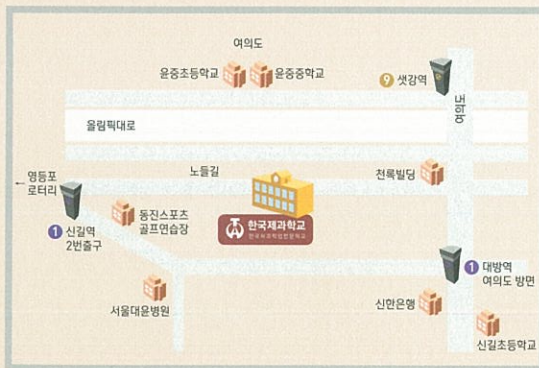 여의도
윤중초등학교
윤중중학교
9 샛강역
여의대
올림픽대로
영등포
로터리
노들길
천록빌딩
1 신길역
2번출구
동진스포츠
골프연습장
한국제과학교
1 대방역
여의도 방면
서울대윤병원
신한은행
신길초등학교